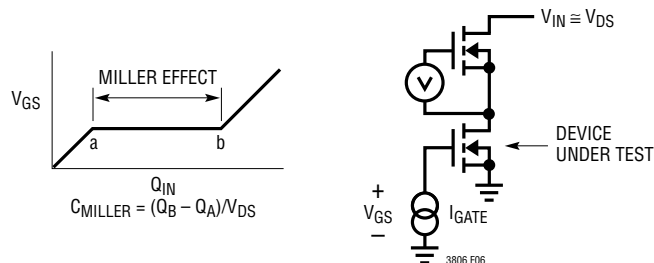 MILLER EFFECT
VGS
a
b
QIN
CMILLER = (QB – QA)/VDS
VIN ≅ VDS
V
DEVICE
UNDER TEST
+
VGS
–
IGATE
3806 F06